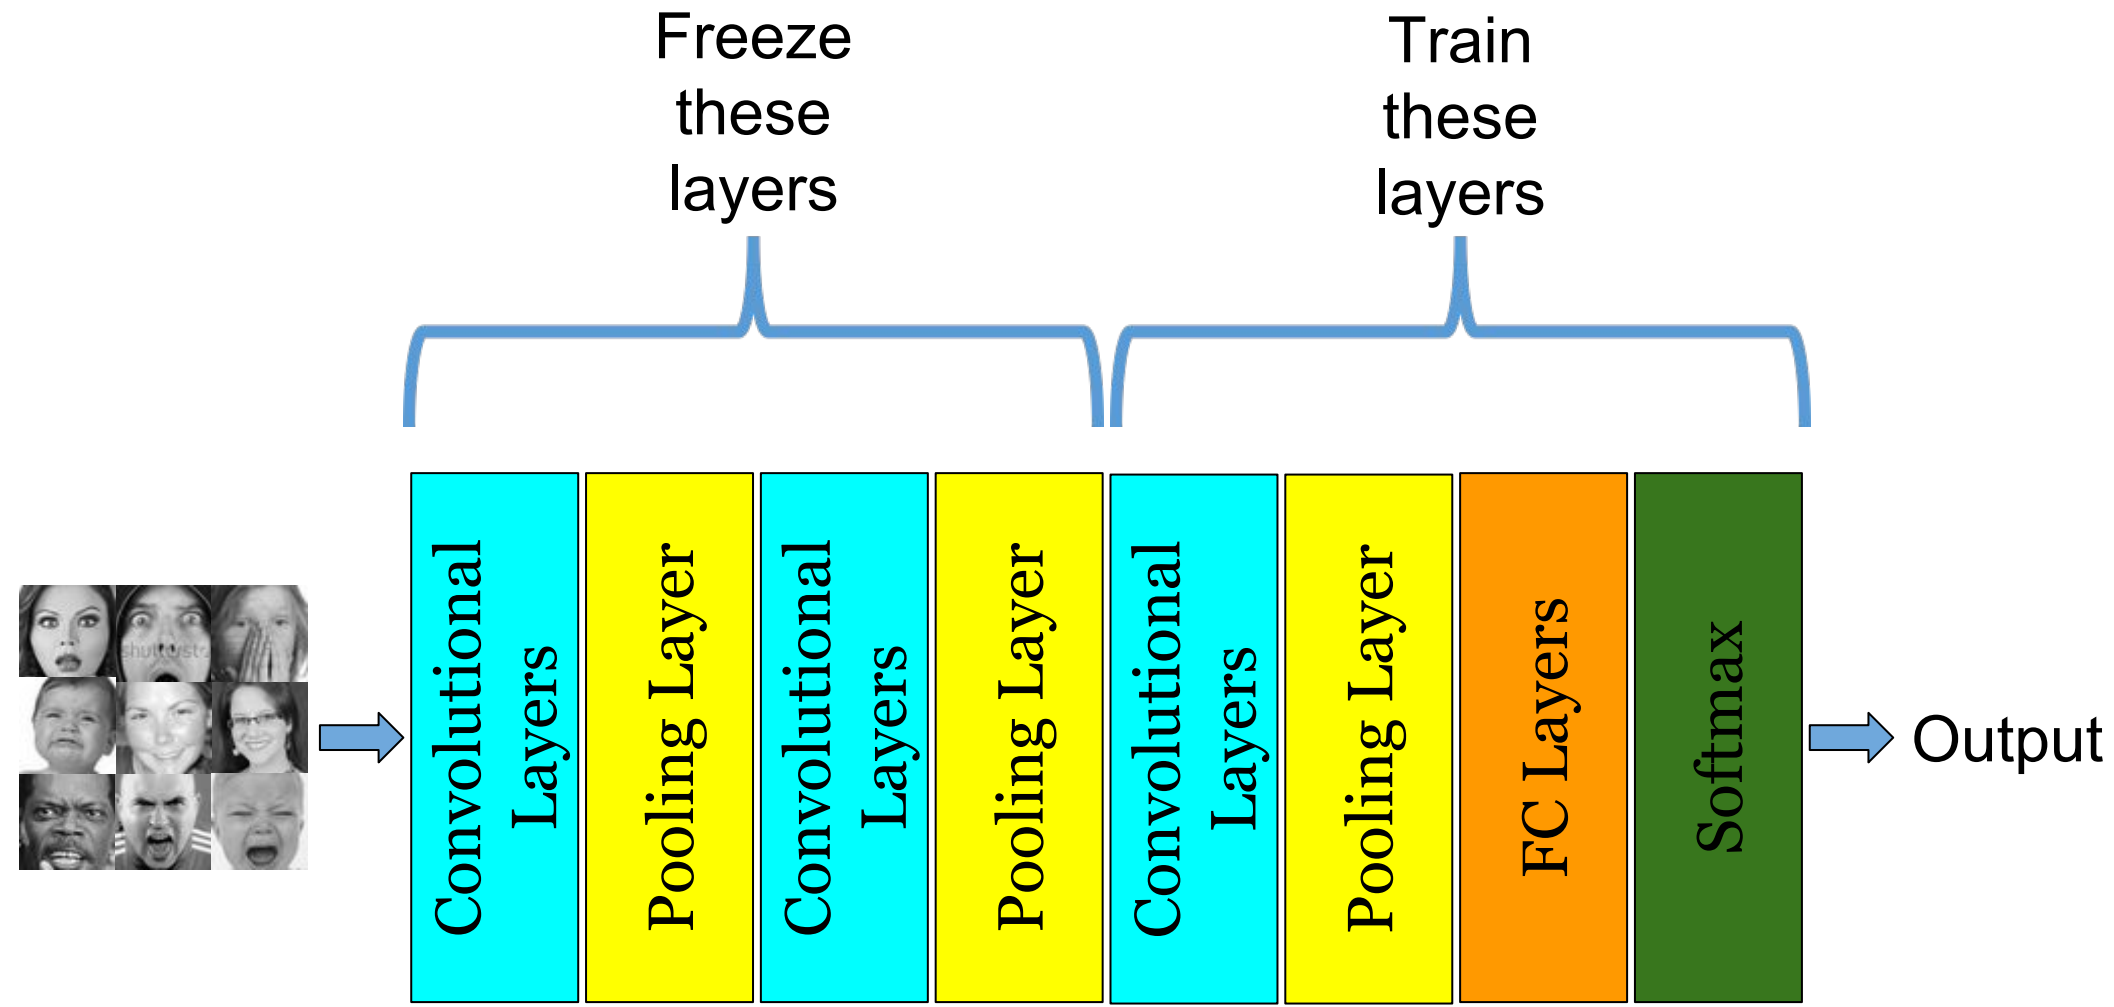 Freeze
these
layers
Train
these
layers
Convolutional
Layers
Pooling Layer
Convolutional
Layers
Pooling Layer
Convolutional
Layers
Pooling Layer
FC Layers
Softmax
Output